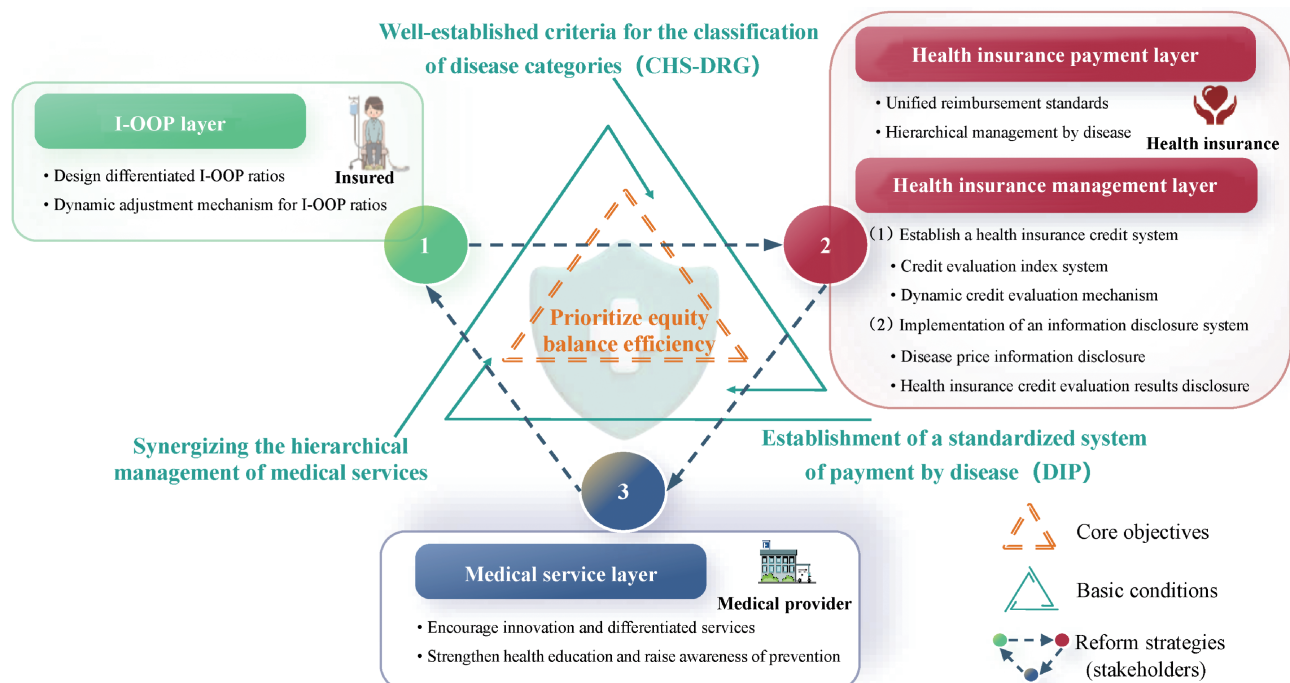 Well-established criteria for the classification
of disease categories（CHS-DRG）
I-OOP layer
Insured
• Design differentiated I-OOP ratios
• Dynamic adjustment mechanism for I-OOP ratios
1
Health insurance payment layer
• Unified reimbursement standards
• Hierarchical management by disease
Health insurance
Health insurance management layer
2
（1）Establish a health insurance credit system
• Credit evaluation index system
• Dynamic credit evaluation mechanism
（2）Implementation of an information disclosure system
• Disease price information disclosure
• Health insurance credit evaluation results disclosure
Prioritize equity
balance efficiency
Synergizing the hierarchical
management of medical services
Establishment of a standardized system
of payment by disease（DIP）
3
Medical service layer
Medical provider
• Encourage innovation and differentiated services
• Strengthen health education and raise awareness of prevention
Core objectives
Basic conditions
Reform strategies
(stakeholders)